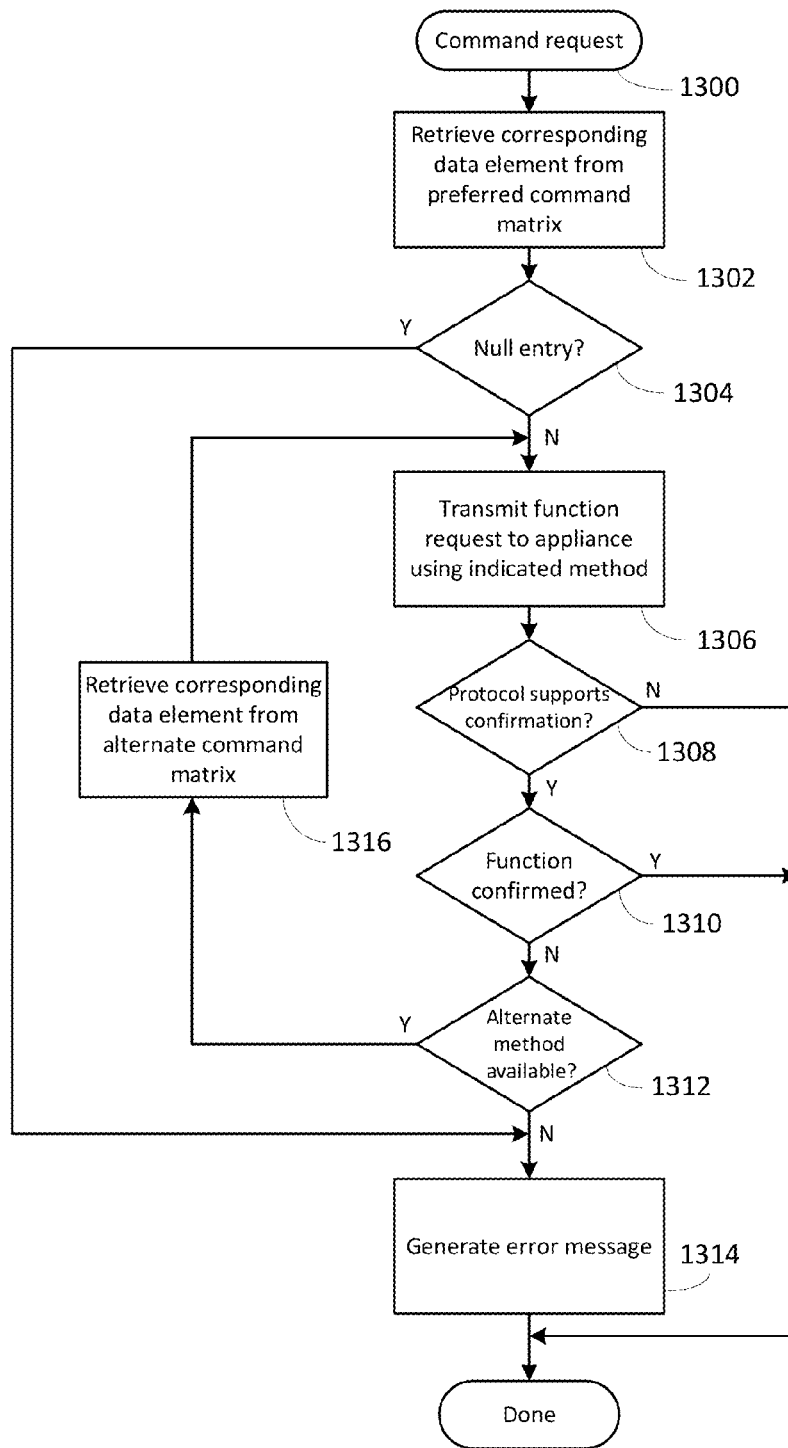 Command request
1300
Retrieve corresponding
data element from
preferred command
matrix
1302
Y
Null entry?
1304
N
Transmit function
request to appliance
using indicated method
1306
Retrieve corresponding
data element from
alternate command
matrix
1316
Protocol supports
confirmation?
N
1308
Y
Function
confirmed?
Y
1310
N
Y
Alternate
method
available?
1312
N
Generate error message
1314
Done